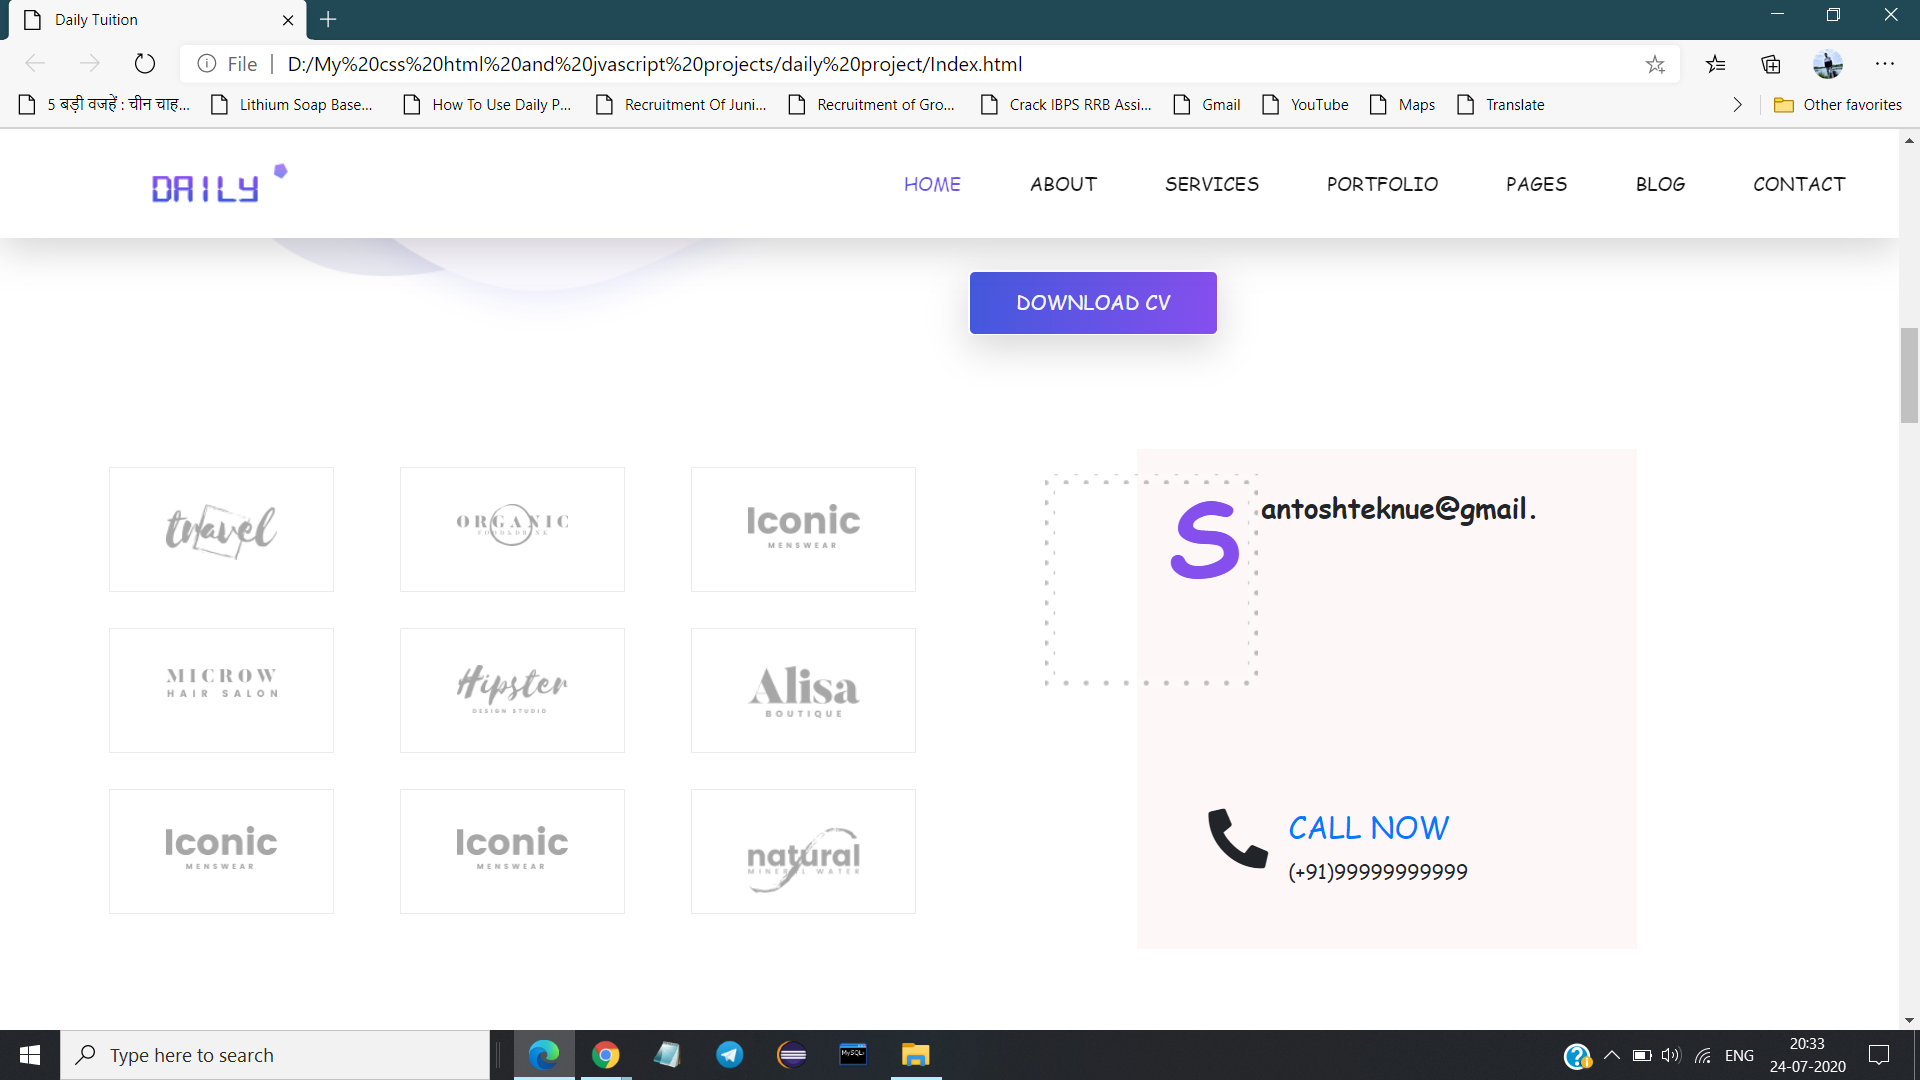 Daily Tuition
File
D:/My%20css%20html%20and%20jvascript%20projects/daily%20project/Index.html
5 बड़ी वजहें : चीन चाह...
Lithium Soap Base...
How To Use Daily P...
Recruitment Of Juni...
Recruitment of Gro...
Crack IBPS RRB Assi...
Gmail
YouTube
Maps
Translate
Other favorites
DAILY
HOME
ABOUT
SERVICES
PORTFOLIO
PAGES
BLOG
CONTACT
DOWNLOAD CV
travel
ORGANIC
FOOD & DRINK
Iconic
MENSWEAR
MICROW
HAIR SALON
Hipster
DESIGN STUDIO
Alisa
BOUTIQUE
Iconic
MENSWEAR
Iconic
MENSWEAR
natural
MINERAL WATER
Santoshteknue@gmail.
CALL NOW
(+91)99999999999
Type here to search
MySQL
ENG
20:33
24-07-2020